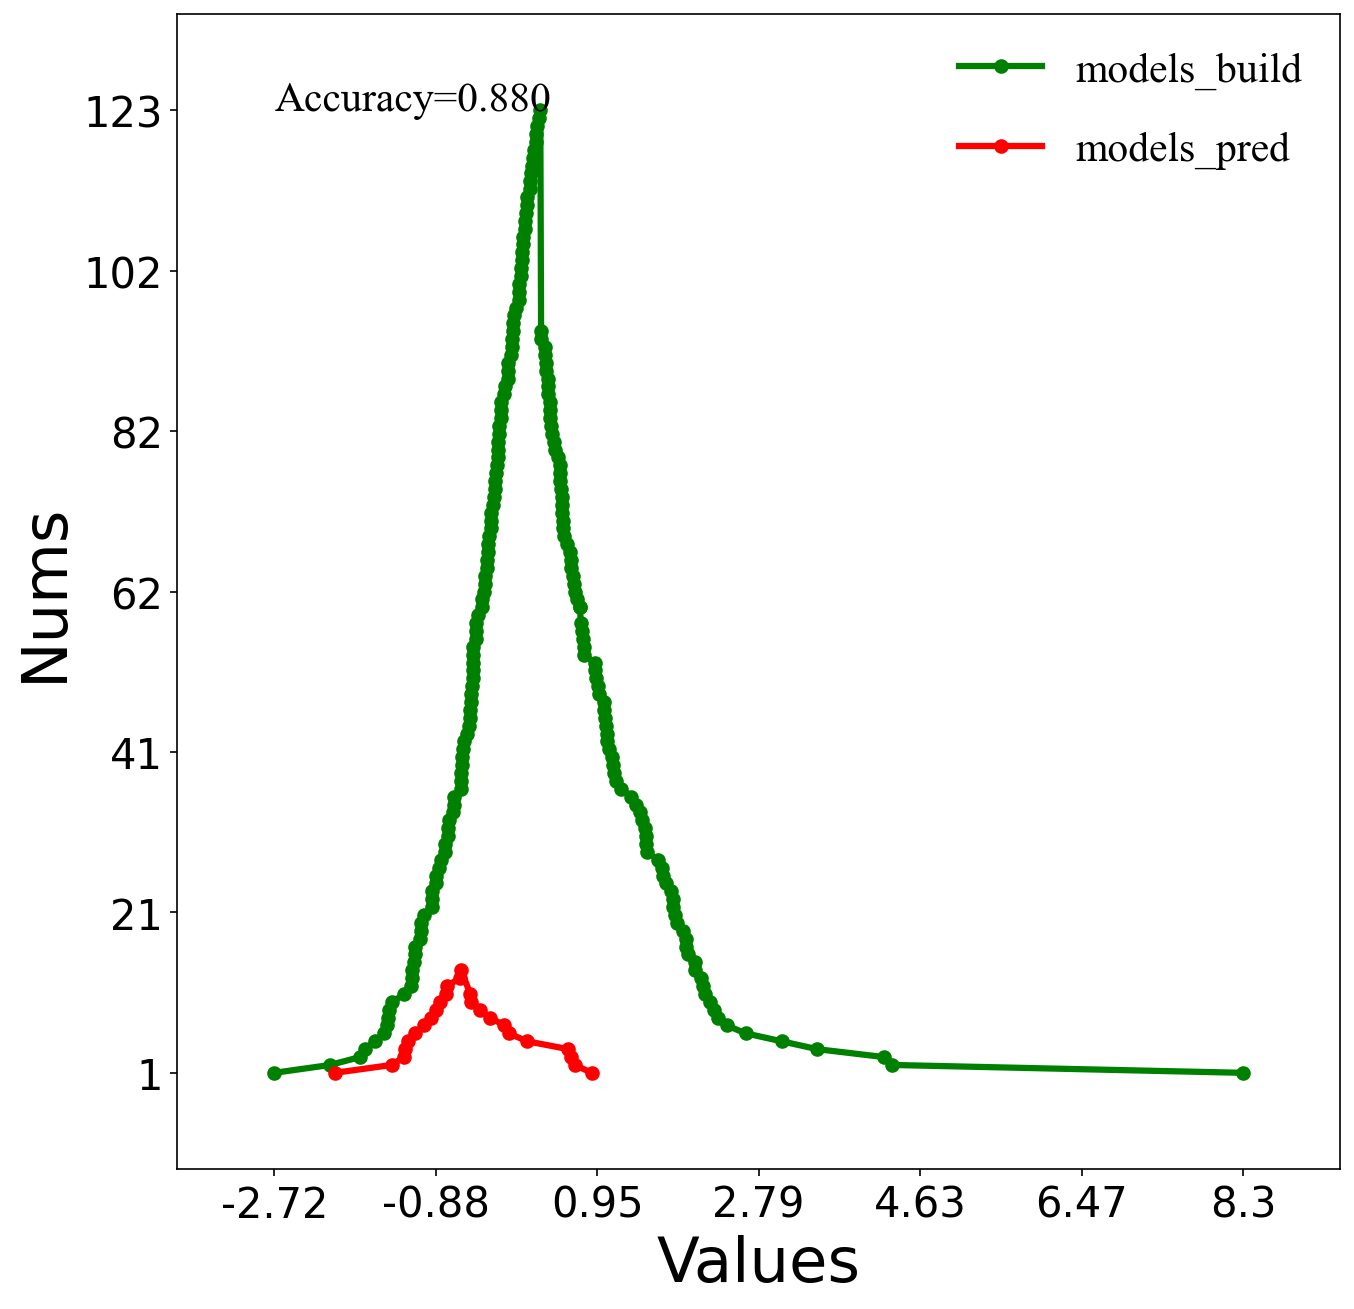 Accuracy=0.880
models_build
models_pred
123
102
82
62
41
21
1
Nums
-2.72 -0.88 0.95 2.79 4.63 6.47 8.3
Values